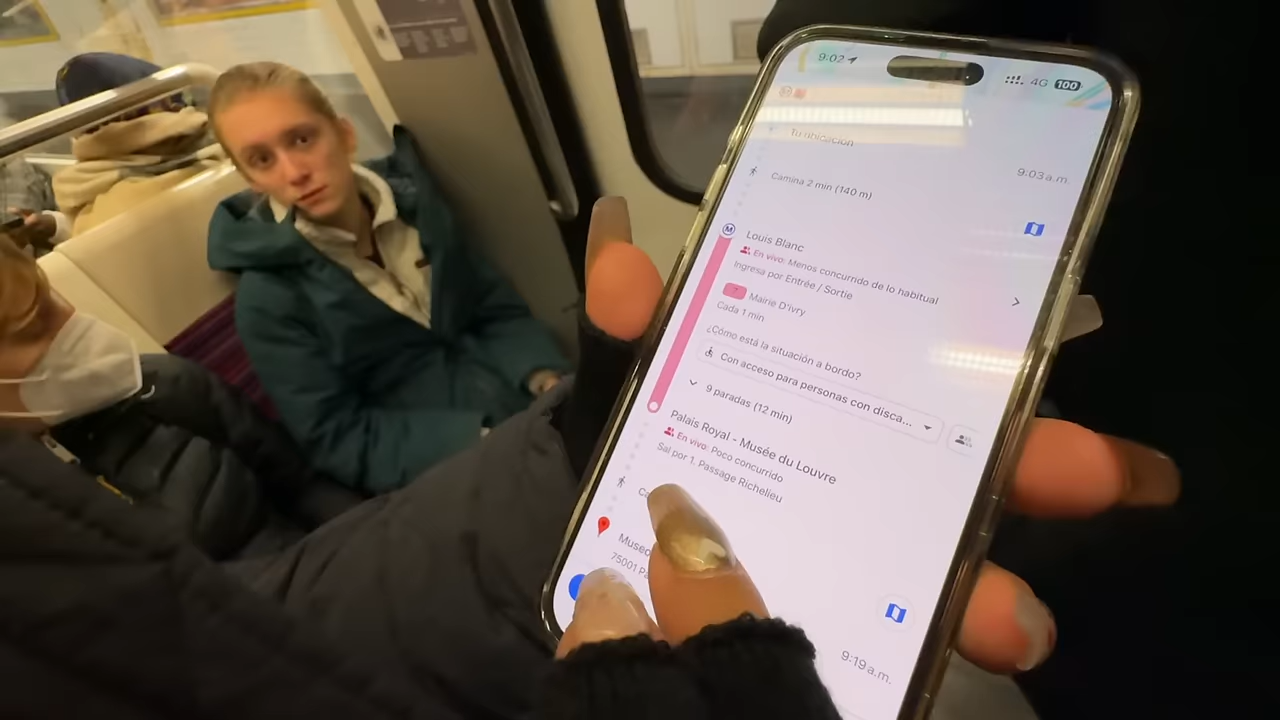 9:02
4G 100
Tu ubicación
9:03 a.m.
Camina 2 min (140 m)
M
Louis Blanc
En vivo: Menos concurrido de lo habitual
Ingresa por Entrée / Sortie
7 Mairie D'ivry
Cada 1 min
¿Cómo está la situación a bordo?
Con acceso para personas con disca...
9 paradas (12 min)
Palais Royal - Musée du Louvre
En vivo: Poco concurrido
Sal por 1. Passage Richelieu
Museo
75001 Pa
9:19 a.m.